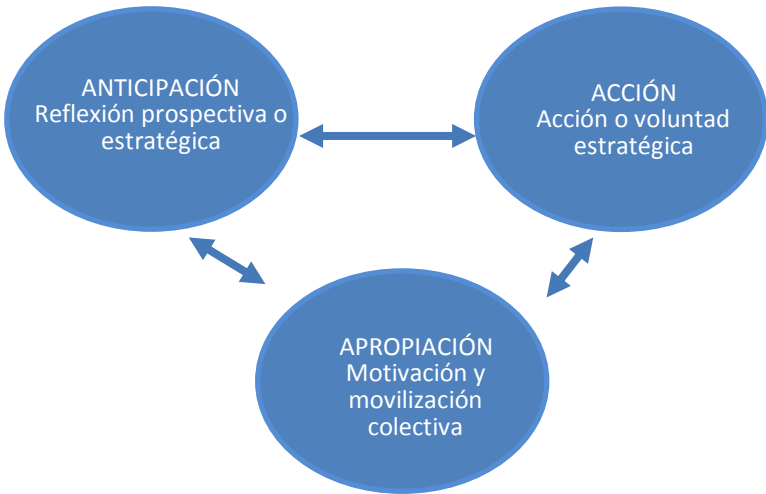 ANTICIPACIÓN
Reflexión prospectiva o
estratégica
ACCIÓN
Acción o voluntad
estratégica
APROPIACIÓN
Motivación y
movilización
colectiva